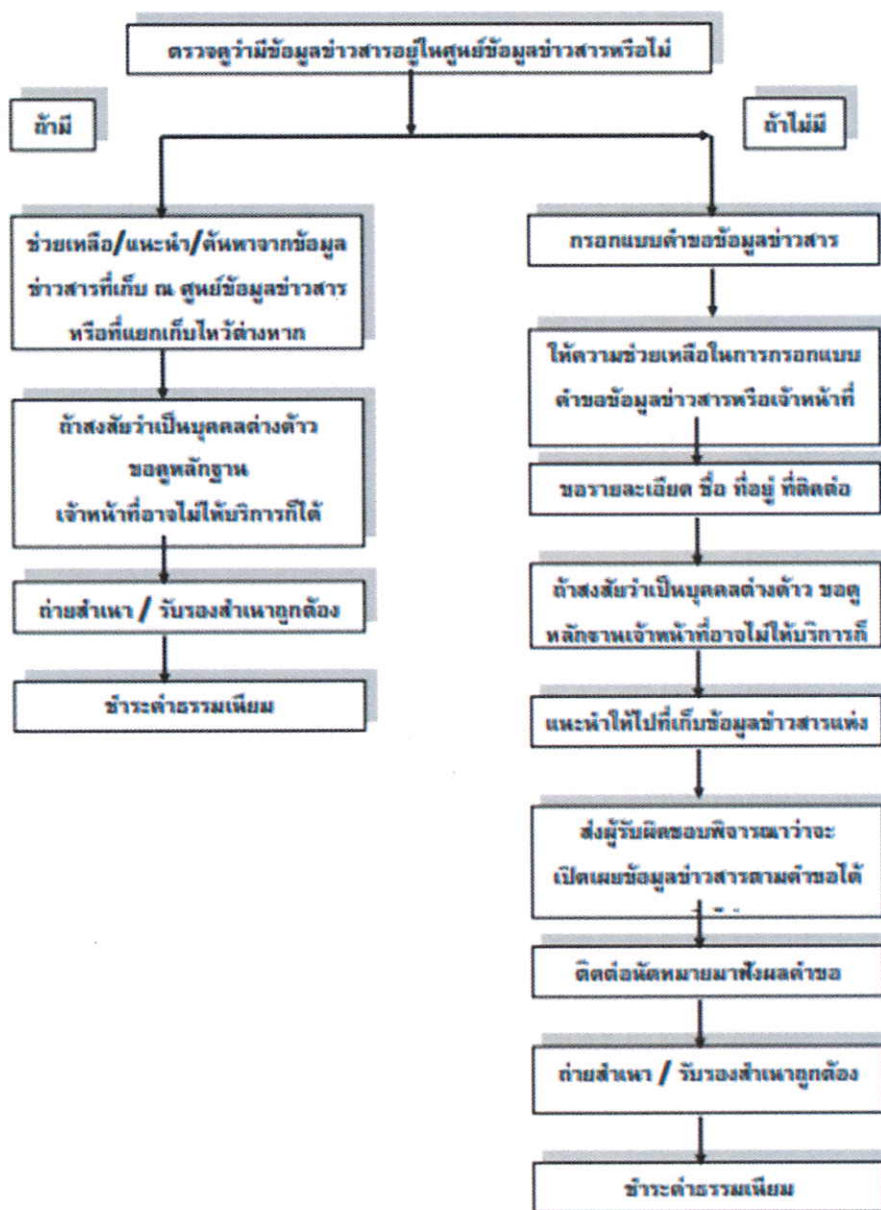 ตรวจดูว่ามีข้อมูลข่าวสารอยู่ในศูนย์ข้อมูลข่าวสารหรือไม่
ถ้ามี
ถ้าไม่มี
ช่วยเหลือ/แนะนำ/ค้นหาจากข้อมูล
ข่าวสารที่เก็บ ณ ศูนย์ข้อมูลข่าวสาร
หรือที่แยกเก็บไหว้ต่างหาก
ถ้าสงสัยว่าเป็นบุคคลต่างด้าว
ขอดูหลักฐาน
เจ้าหน้าที่อาจไม่ให้บริการก็ได้
ถ่ายสำเนา / รับรองสำเนาถูกต้อง
ชำระค่าธรรมเนียม
กรอกแบบคำขอข้อมูลข่าวสาร
ให้ความช่วยเหลือในการกรอกแบบ
คำขอข้อมูลข่าวสารหรือเจ้าหน้าที่
ขอรายละเอียด ชื่อ ที่อยู่ ที่ติดต่อ
ถ้าสงสัยว่าเป็นบุคคลต่างด้าว ขอดู
หลักฐานเจ้าหน้าที่อาจไม่ให้บริการก็
แนะนำให้ไปที่เก็บข้อมูลข่าวสารแห่ง
ส่งผู้รับผิดชอบพิจารณาว่าจะ
เปิดเผยข้อมูลข่าวสารตามคำขอได้
ติดต่อนัดหมายมาฟังผลคำขอ
ถ่ายสำเนา / รับรองสำเนาถูกต้อง
ชำระค่าธรรมเนียม